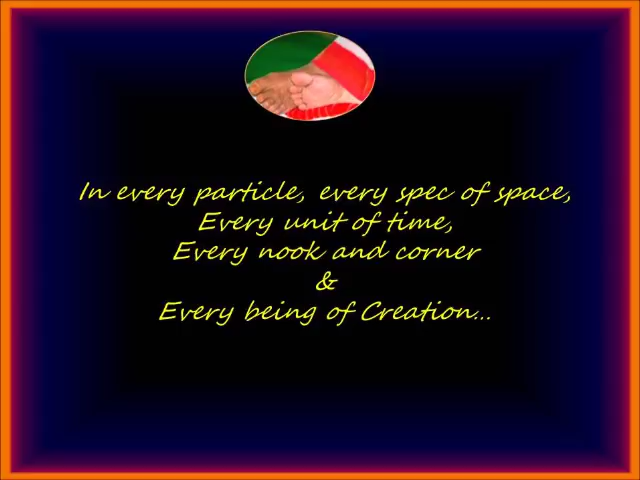 In every particle, every spec of space,
Every unit of time,
Every nook and corner
&
Every being of Creation...